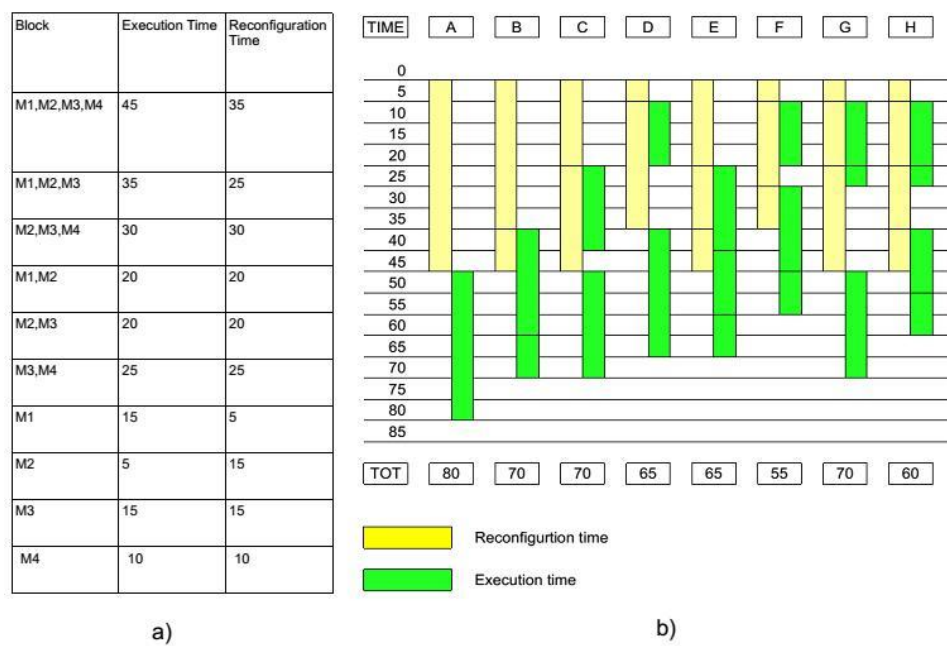 Block Execution Time Reconfiguration Time
M1,M2,M3,M4 45 35
M1,M2,M3 35 25
M2,M3,M4 30 30
M1,M2 20 20
M2,M3 20 20
M3,M4 25 25
M1 15 5
M2 5 15
M3 15 15
M4 10 10
a)
TIME A B C D E F G H
0
5
10
15
20
25
30
35
40
45
50
55
60
65
70
75
80
85
TOT 80 70 70 65 65 55 70 60
Reconfigurtion time
Execution time
b)